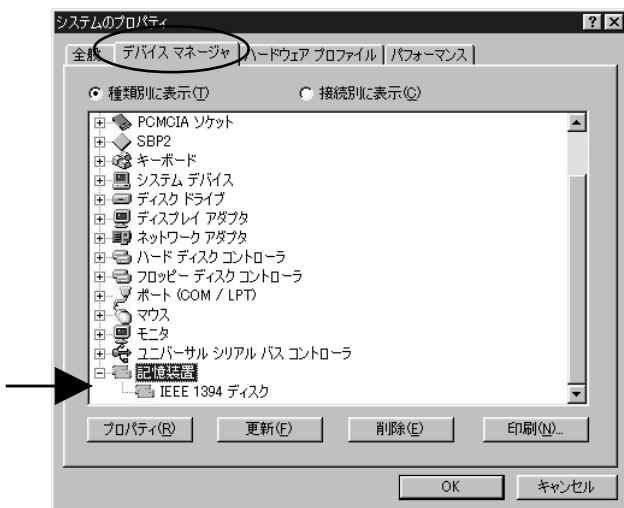 システムのプロパティ
全般 デバイス マネージャ ハードウェア プロファイル パフォーマンス
種類別に表示(T) 接続別に表示(C)
PCMCIA ソケット
SBP2
キーボード
システム デバイス
ディスク ドライブ
ディスプレイ アダプタ
ネットワーク アダプタ
ハード ディスク コントローラ
フロッピー ディスク コントローラ
ポート (COM / LPT)
マウス
モニタ
ユニバーサル シリアル バス コントローラ
記憶装置
IEEE 1394 ディスク
プロパティ(R) 更新(F) 削除(E) 印刷(N)...
OK キャンセル